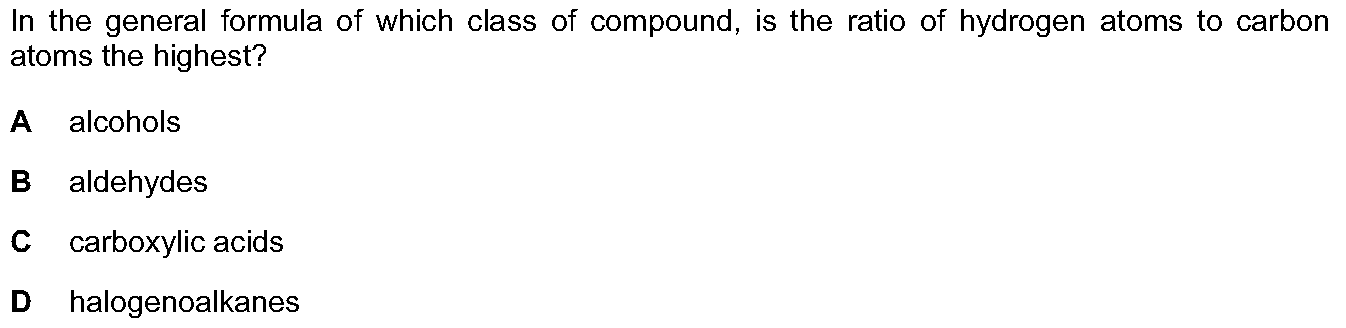 In the general formula of which class of compound, is the ratio of hydrogen atoms to carbon
atoms the highest?
A alcohols
B aldehydes
C carboxylic acids
D halogenoalkanes